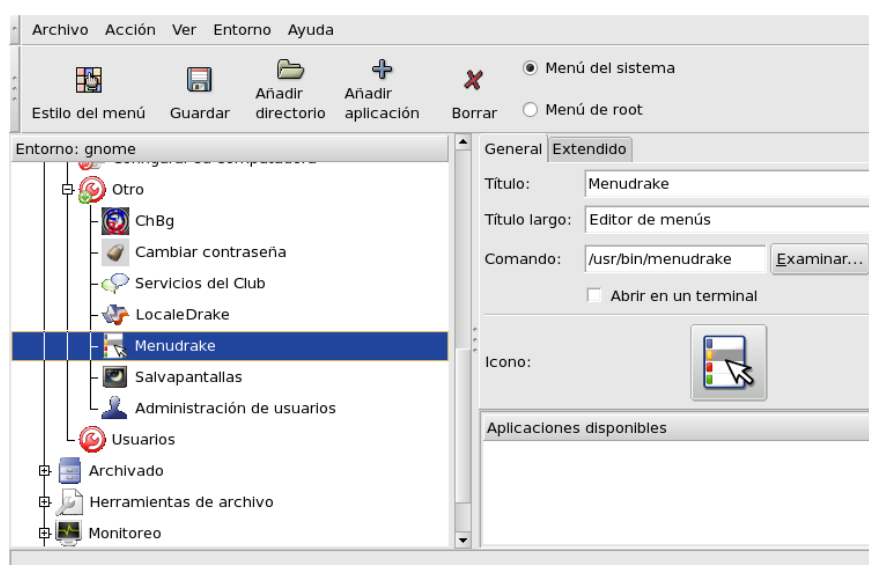 Archivo Acción Ver Entorno Ayuda
Estilo del menú
Guardar
Añadir directorio
Añadir aplicación
Borrar
Menú del sistema
Menú de root
Entorno: gnome
Configurar su computadora
Otro
ChBg
Cambiar contraseña
Servicios del Club
LocaleDrake
Menudrake
Salvapantallas
Administración de usuarios
Usuarios
Archivado
Herramientas de archivo
Monitoreo
General Extendido
Título: Menudrake
Título largo: Editor de menús
Comando: /usr/bin/menudrake Examinar...
Abrir en un terminal
Icono:
Aplicaciones disponibles